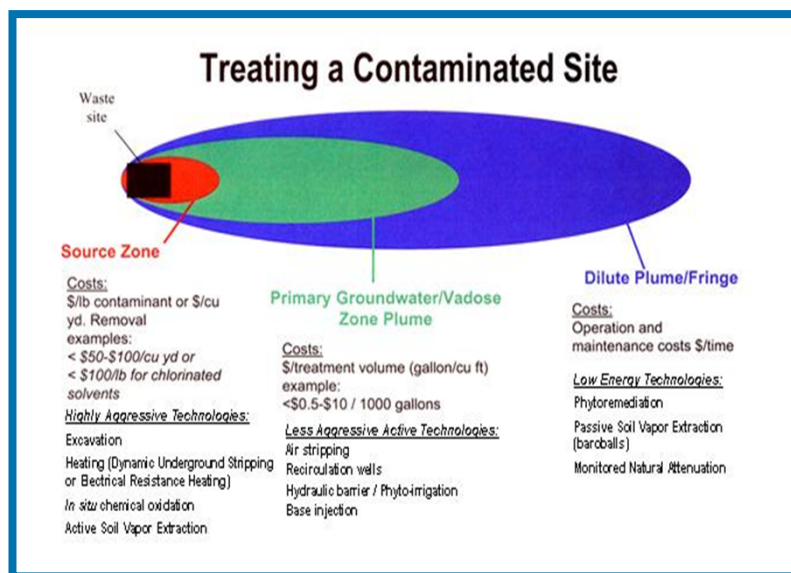 Treating a Contaminated Site
Waste
site
Source Zone
Costs:
$/lb contaminant or $/cu
yd. Removal
examples:
< $50-$100/cu yd or
< $100/lb for chlorinated
solvents
Highly Aggressive Technologies:
Excavation
Heating (Dynamic Underground Stripping
or Electrical Resistance Heating)
In situ chemical oxidation
Active Soil Vapor Extraction
Primary Groundwater/Vadose
Zone Plume
Costs:
$/treatment volume (gallon/cu ft)
example:
<$0.5-$10 / 1000 gallons
Less Aggressive Active Technologies:
Air stripping
Recirculation wells
Hydraulic barrier / Phyto-irrigation
Base injection
Dilute Plume/Fringe
Costs:
Operation and
maintenance costs $/time
Low Energy Technologies:
Phytoremediation
Passive Soil Vapor Extraction
(baroballs)
Monitored Natural Attenuation